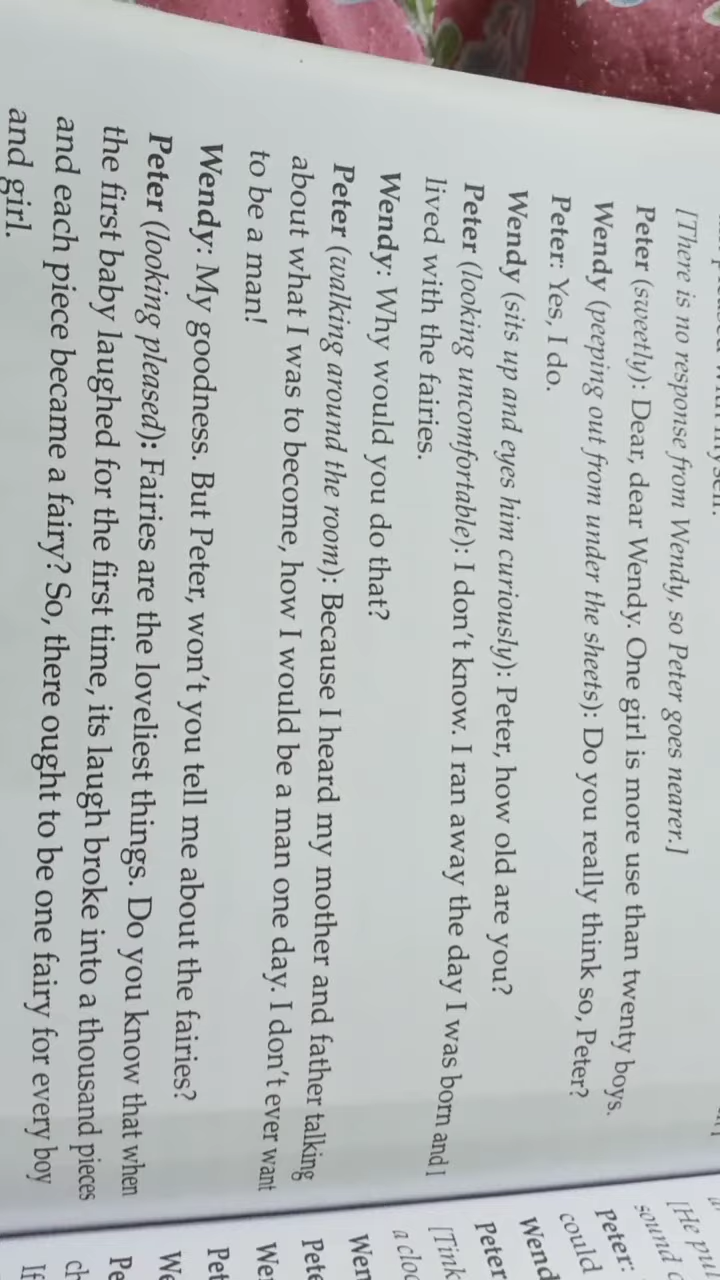 [There is no response from Wendy, so Peter goes nearer.]
Peter (sweetly): Dear, dear Wendy. One girl is more use than twenty boys.
Wendy (peeping out from under the sheets): Do you really think so, Peter?
Peter: Yes, I do.
Wendy (sits up and eyes him curiously): Peter, how old are you?
Peter (looking uncomfortable): I don't know. I ran away the day I was born and I
lived with the fairies.
Wendy: Why would you do that?
Peter (walking around the room): Because I heard my mother and father talking
about what I was to become, how I would be a man one day. I don't ever want
to be a man!
Wendy: My goodness. But Peter, won't you tell me about the fairies?
Peter (looking pleased): Fairies are the loveliest things. Do you know that when
the first baby laughed for the first time, its laugh broke into a thousand pieces
and each piece became a fairy? So, there ought to be one fairy for every boy
and girl.
[He pu
sound
Peter:
could
Wend
Peter
[Tink
a cloc
Wen
Pete
We
Pet
We
Pe
ch
If